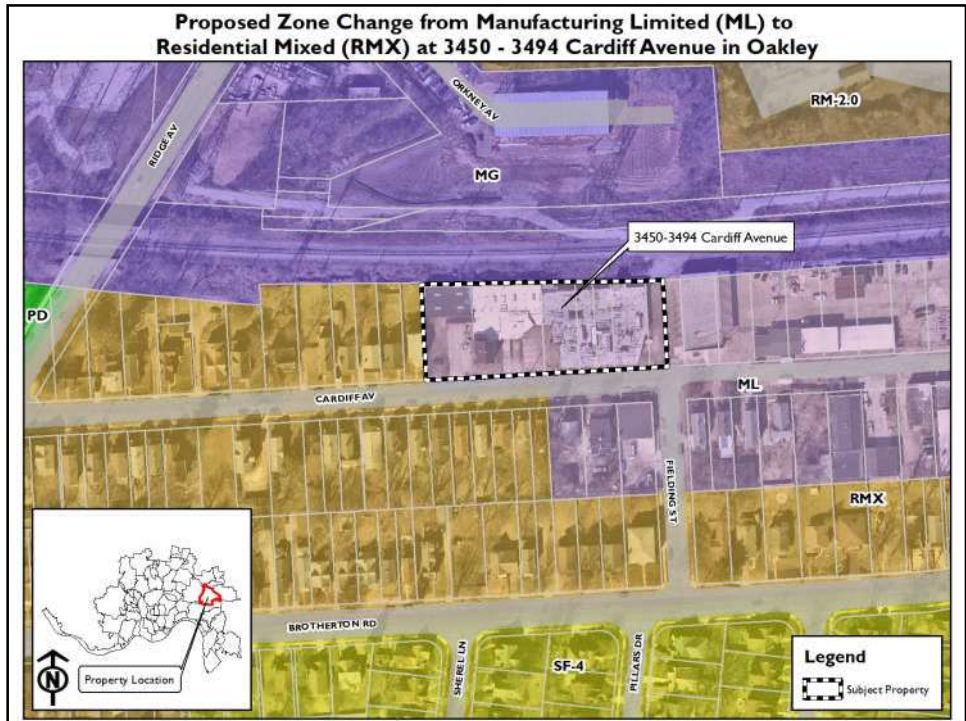 Proposed Zone Change from Manufacturing Limited (ML) to
Residential Mixed (RMX) at 3450 - 3494 Cardiff Avenue in Oakley
ORKNEY AV
RM-2.0
RIDGE AV
MG
3450-3494 Cardiff Avenue
PD
ML
CARDIFF AV
FIELDING ST
RMX
BROTHERTON RD
Property Location
N
SHEREL LN
SF-4
PILLARS DR
Legend
Subject Property